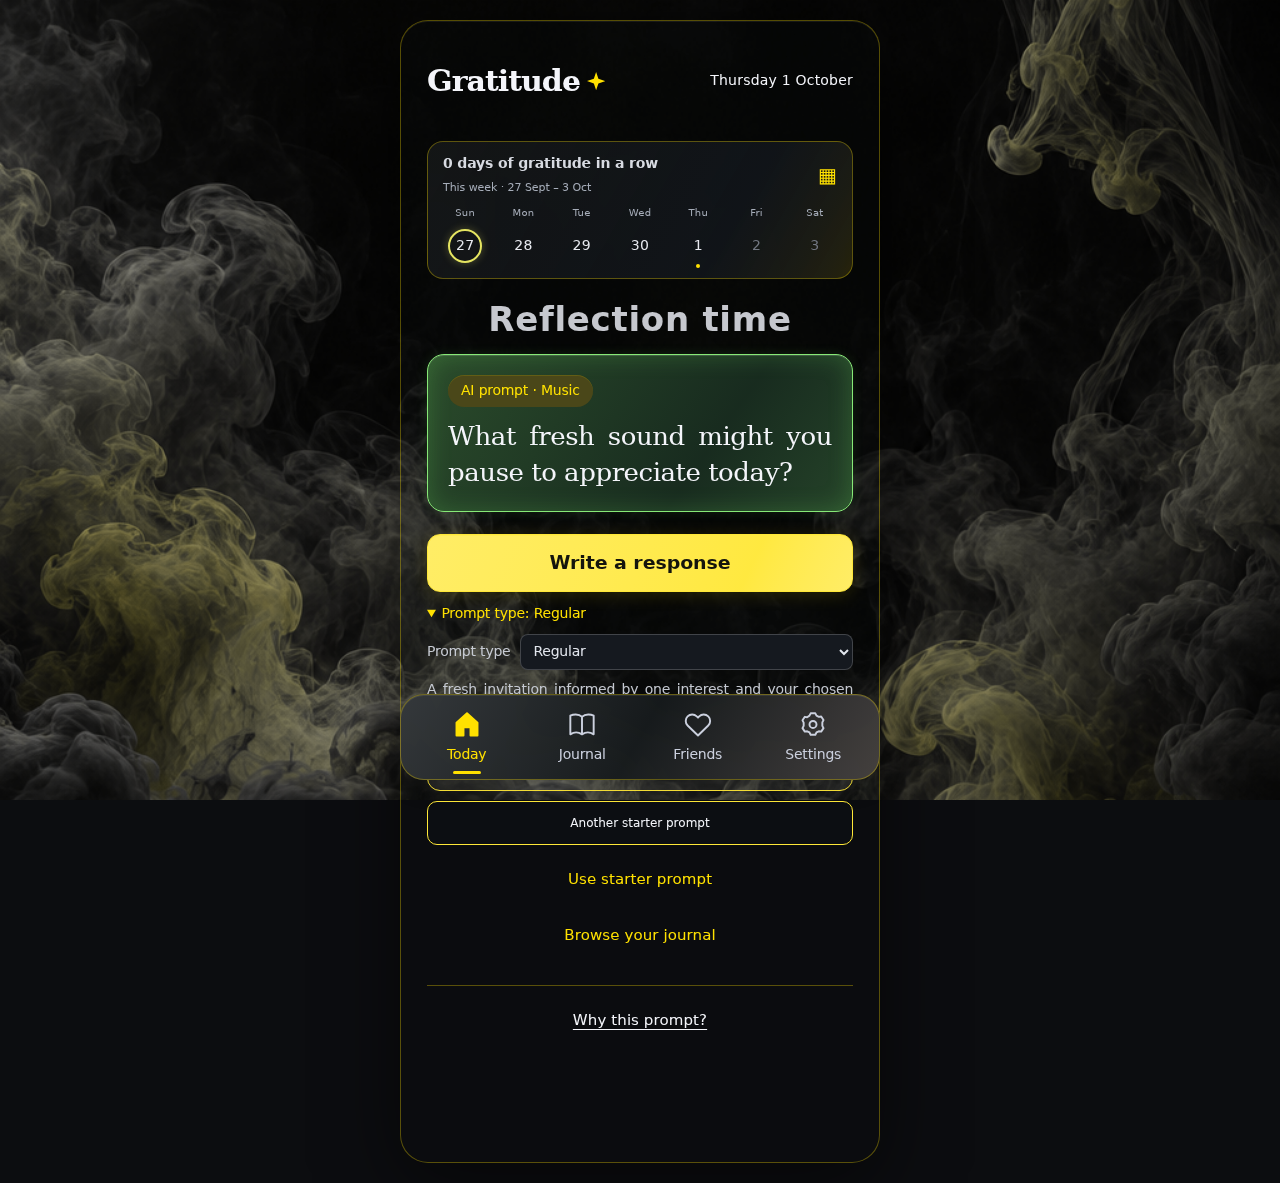 Gratitude
Thursday 1 October
0 days of gratitude in a row
This week · 27 Sept – 3 Oct
Sun Mon Tue Wed Thu Fri Sat
27 28 29 30 1 2 3
Reflection time
AI prompt · Music
What fresh sound might you
pause to appreciate today?
Write a response
▼ Prompt type: Regular
Prompt type Regular
A fresh invitation informed by one interest and your chosen
Today Journal Friends Settings
Another starter prompt
Use starter prompt
Browse your journal
Why this prompt?